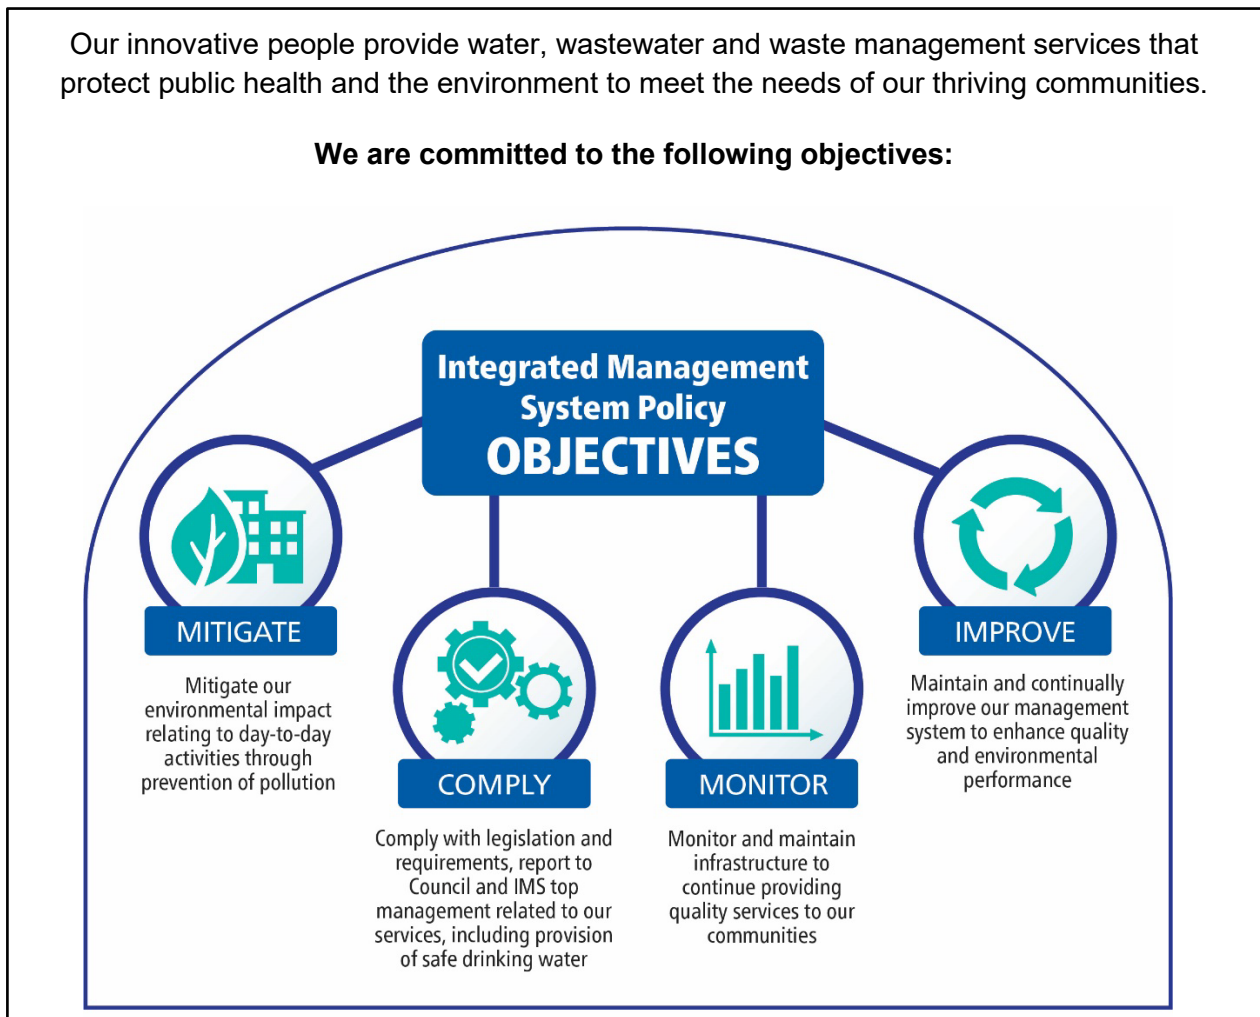 Our innovative people provide water, wastewater and waste management services that
protect public health and the environment to meet the needs of our thriving communities.
We are committed to the following objectives:
Integrated Management
System Policy
OBJECTIVES
MITIGATE
Mitigate our
environmental impact
relating to day-to-day
activities through
prevention of pollution
COMPLY
Comply with legislation and
requirements, report to
Council and IMS top
management related to our
services, including provision
of safe drinking water
MONITOR
Monitor and maintain
infrastructure to
continue providing
quality services to our
communities
IMPROVE
Maintain and continually
improve our management
system to enhance quality
and environmental
performance